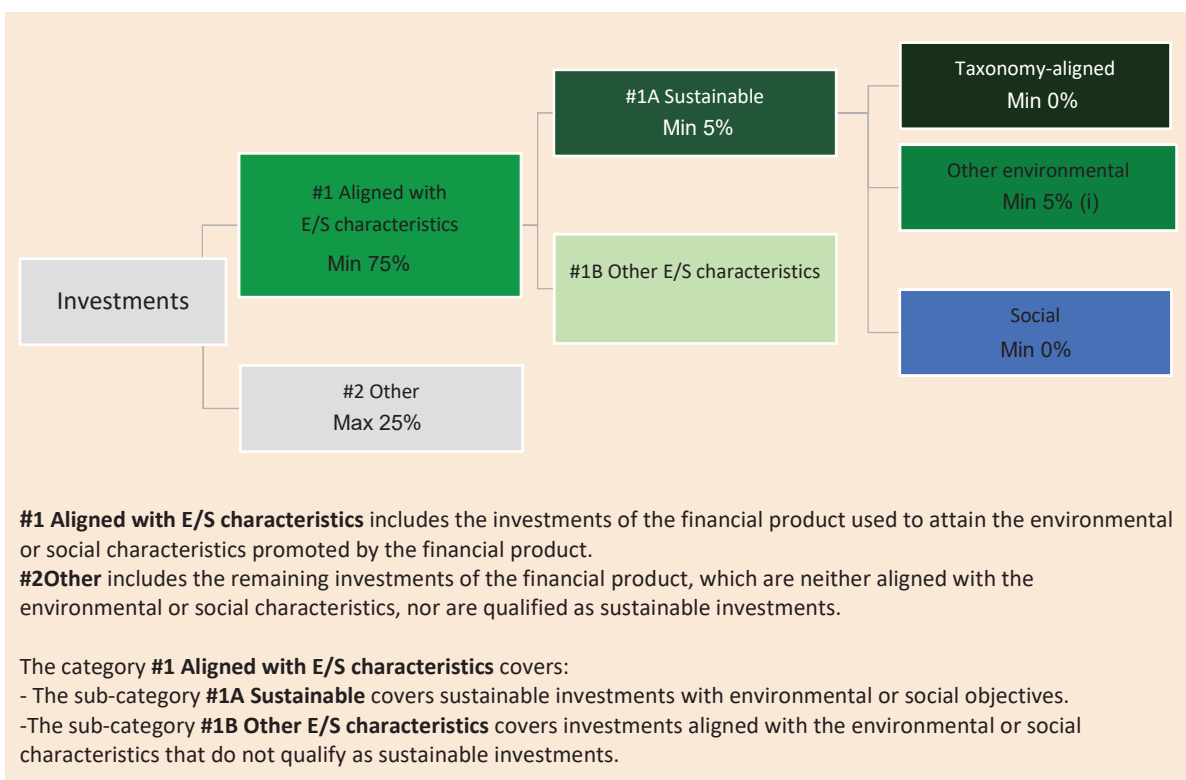 Investments
#1 Aligned with
E/S characteristics
Min 75%
#2 Other
Max 25%
#1A Sustainable
Min 5%
#1B Other E/S characteristics
Taxonomy-aligned
Min 0%
Other environmental
Min 5% (i)
Social
Min 0%
#1 Aligned with E/S characteristics includes the investments of the financial product used to attain the environmental
or social characteristics promoted by the financial product.
#2Other includes the remaining investments of the financial product, which are neither aligned with the
environmental or social characteristics, nor are qualified as sustainable investments.
The category #1 Aligned with E/S characteristics covers:
- The sub-category #1A Sustainable covers sustainable investments with environmental or social objectives.
-The sub-category #1B Other E/S characteristics covers investments aligned with the environmental or social
characteristics that do not qualify as sustainable investments.